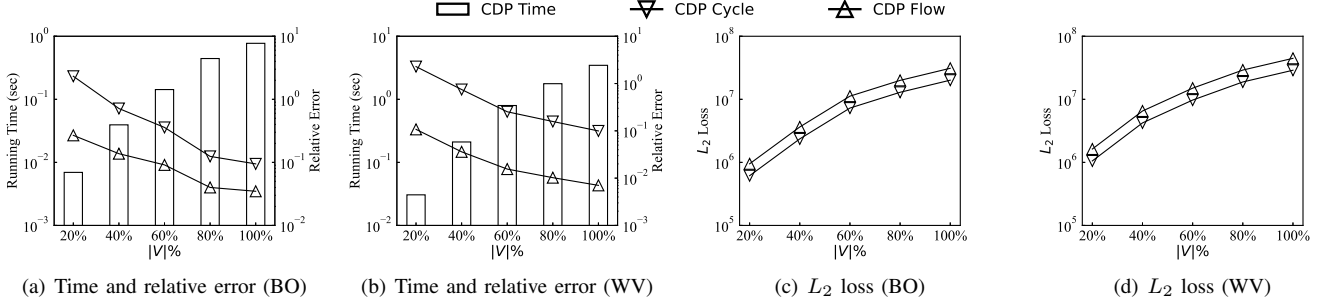 CDP Time CDP Cycle CDP Flow
10^0
10^-1
10^-2
10^-3
Running Time (sec)
10^1
10^0
10^-1
10^-2
Relative Error
20% 40% 60% 80% 100%
|V|%
(a) Time and relative error (BO)
10^1
10^0
10^-1
10^-2
Running Time (sec)
10^1
10^0
10^-1
10^-2
10^-3
Relative Error
20% 40% 60% 80% 100%
|V|%
(b) Time and relative error (WV)
10^8
10^7
10^6
10^5
L_2 Loss
20% 40% 60% 80% 100%
|V|%
(c) L_2 loss (BO)
10^8
10^7
10^6
10^5
L_2 Loss
20% 40% 60% 80% 100%
|V|%
(d) L_2 loss (WV)